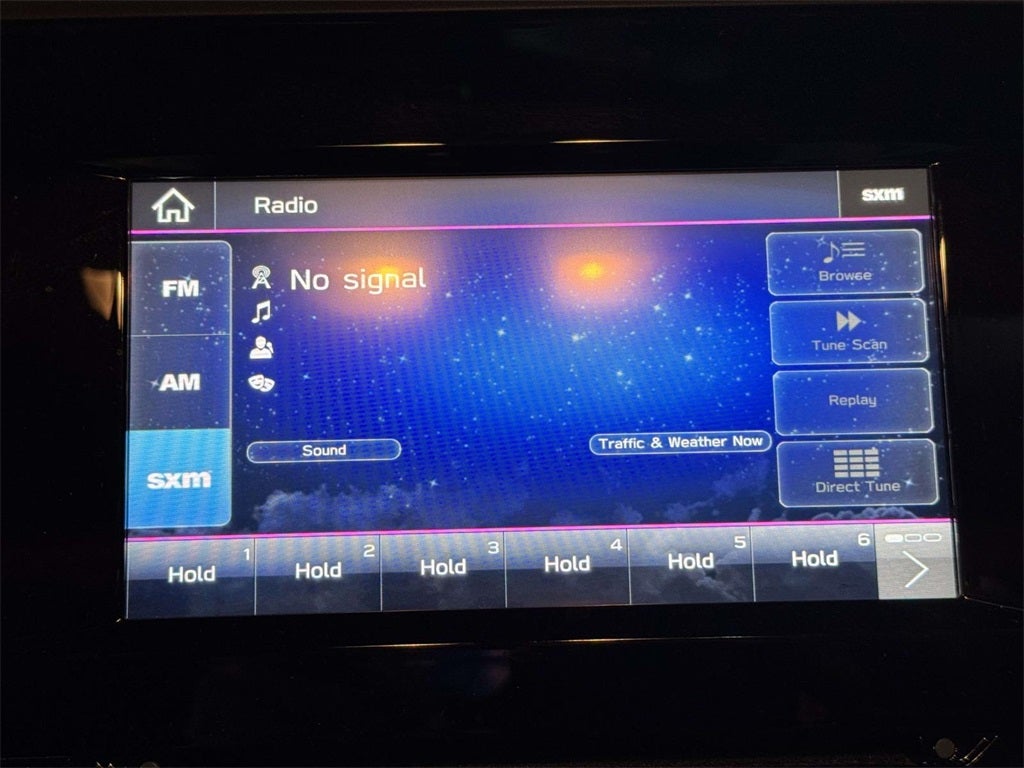 Radio
sxm
FM
AM
sxm
No signal
Sound
Traffic & Weather Now
Browse
Tune Scan
Replay
Direct Tune
1
Hold
2
Hold
3
Hold
4
Hold
5
Hold
6
Hold